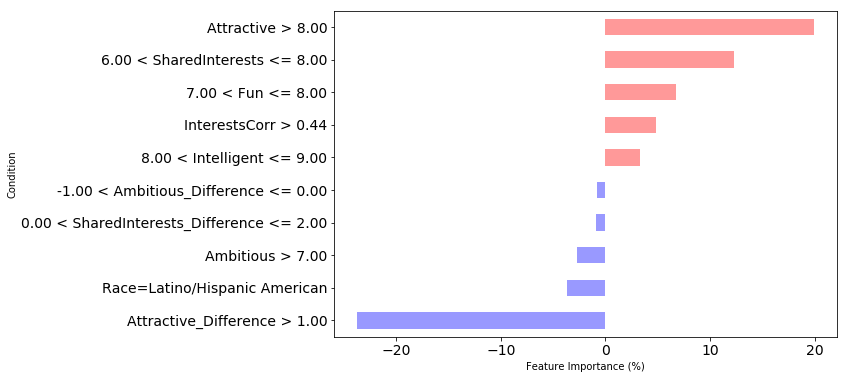 Attractive > 8.00
6.00 < SharedInterests <= 8.00
7.00 < Fun <= 8.00
InterestsCorr > 0.44
8.00 < Intelligent <= 9.00
-1.00 < Ambitious_Difference <= 0.00
0.00 < SharedInterests_Difference <= 2.00
Ambitious > 7.00
Race=Latino/Hispanic American
Attractive_Difference > 1.00
Condition
−20 −10 0 10 20
Feature Importance (%)